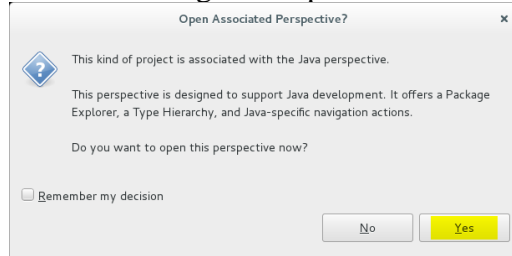 Open Associated Perspective?
This kind of project is associated with the Java perspective.
This perspective is designed to support Java development. It offers a Package
Explorer, a Type Hierarchy, and Java-specific navigation actions.
Do you want to open this perspective now?
Remember my decision
No
Yes